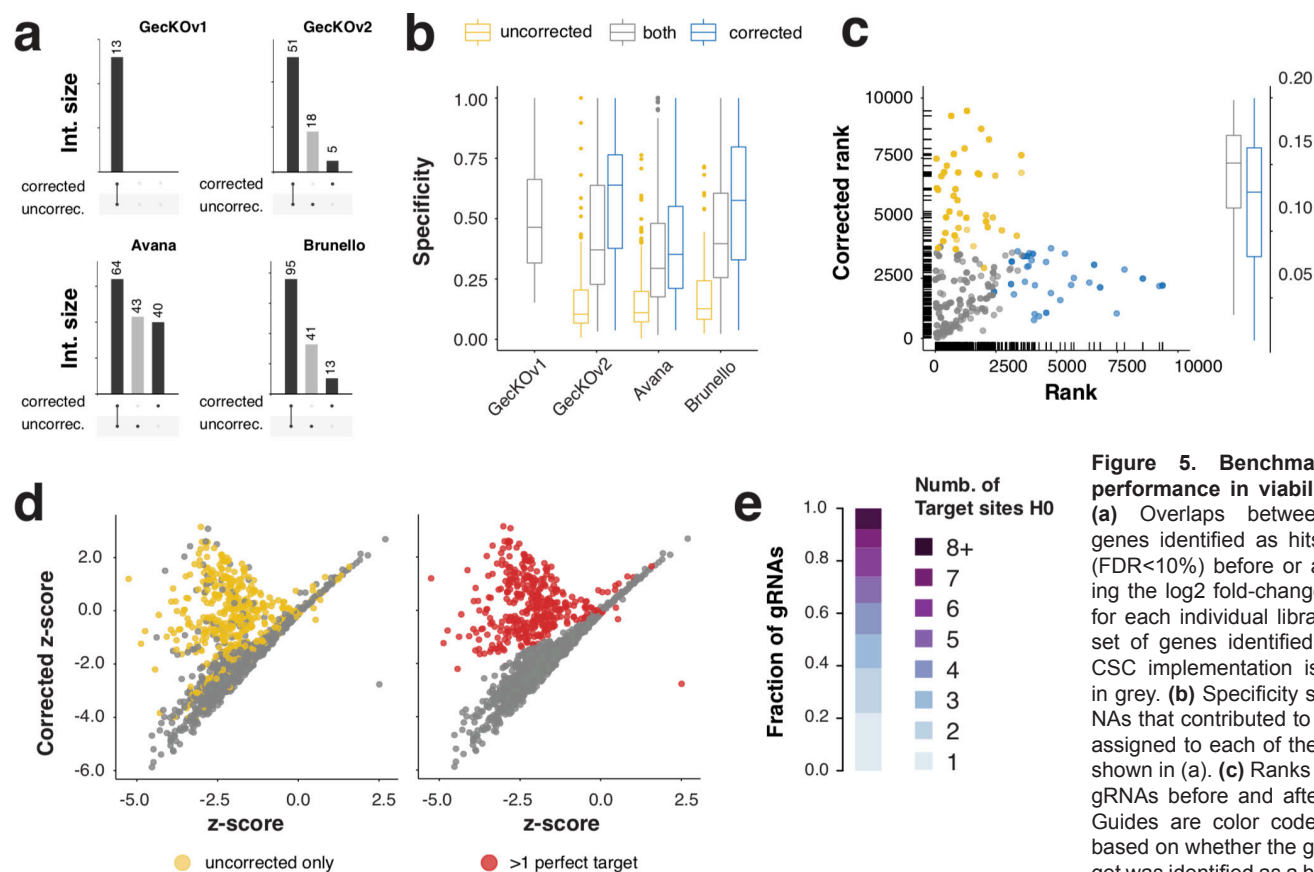 a
GecKOv1
GecKOv2
Int. size
13
51
18
5
corrected
uncorrec.
corrected
uncorrec.
Avana
Brunello
Int. size
64
43
40
95
41
13
corrected
uncorrec.
corrected
uncorrec.
b
uncorrected
both
corrected
Specificity
1.00
0.75
0.50
0.25
0.00
GecKOv1
GecKOv2
Avana
Brunello
c
Corrected rank
10000
7500
5000
2500
0
0
2500
5000
7500
10000
Rank
0.20
0.15
0.10
0.05
d
Corrected z-score
2.0
0.0
-2.0
-4.0
-6.0
-5.0
-2.5
0.0
2.5
z-score
-5.0
-2.5
0.0
2.5
z-score
uncorrected only
>1 perfect target
e
Fraction of gRNAs
1.0
0.8
0.6
0.4
0.2
0.0
Numb. of
Target sites H0
8+
7
6
5
4
3
2
1
Figure 5. Benchma
performance in viabil
(a) Overlaps between
genes identified as hits
(FDR<10%) before or a
ing the log2 fold-change
for each individual libra
set of genes identified
CSC implementation is
in grey. (b) Specificity s
NAs that contributed to
assigned to each of the
shown in (a). (c) Ranks
gRNAs before and afte
Guides are color code
based on whether the g
get was identified as a h